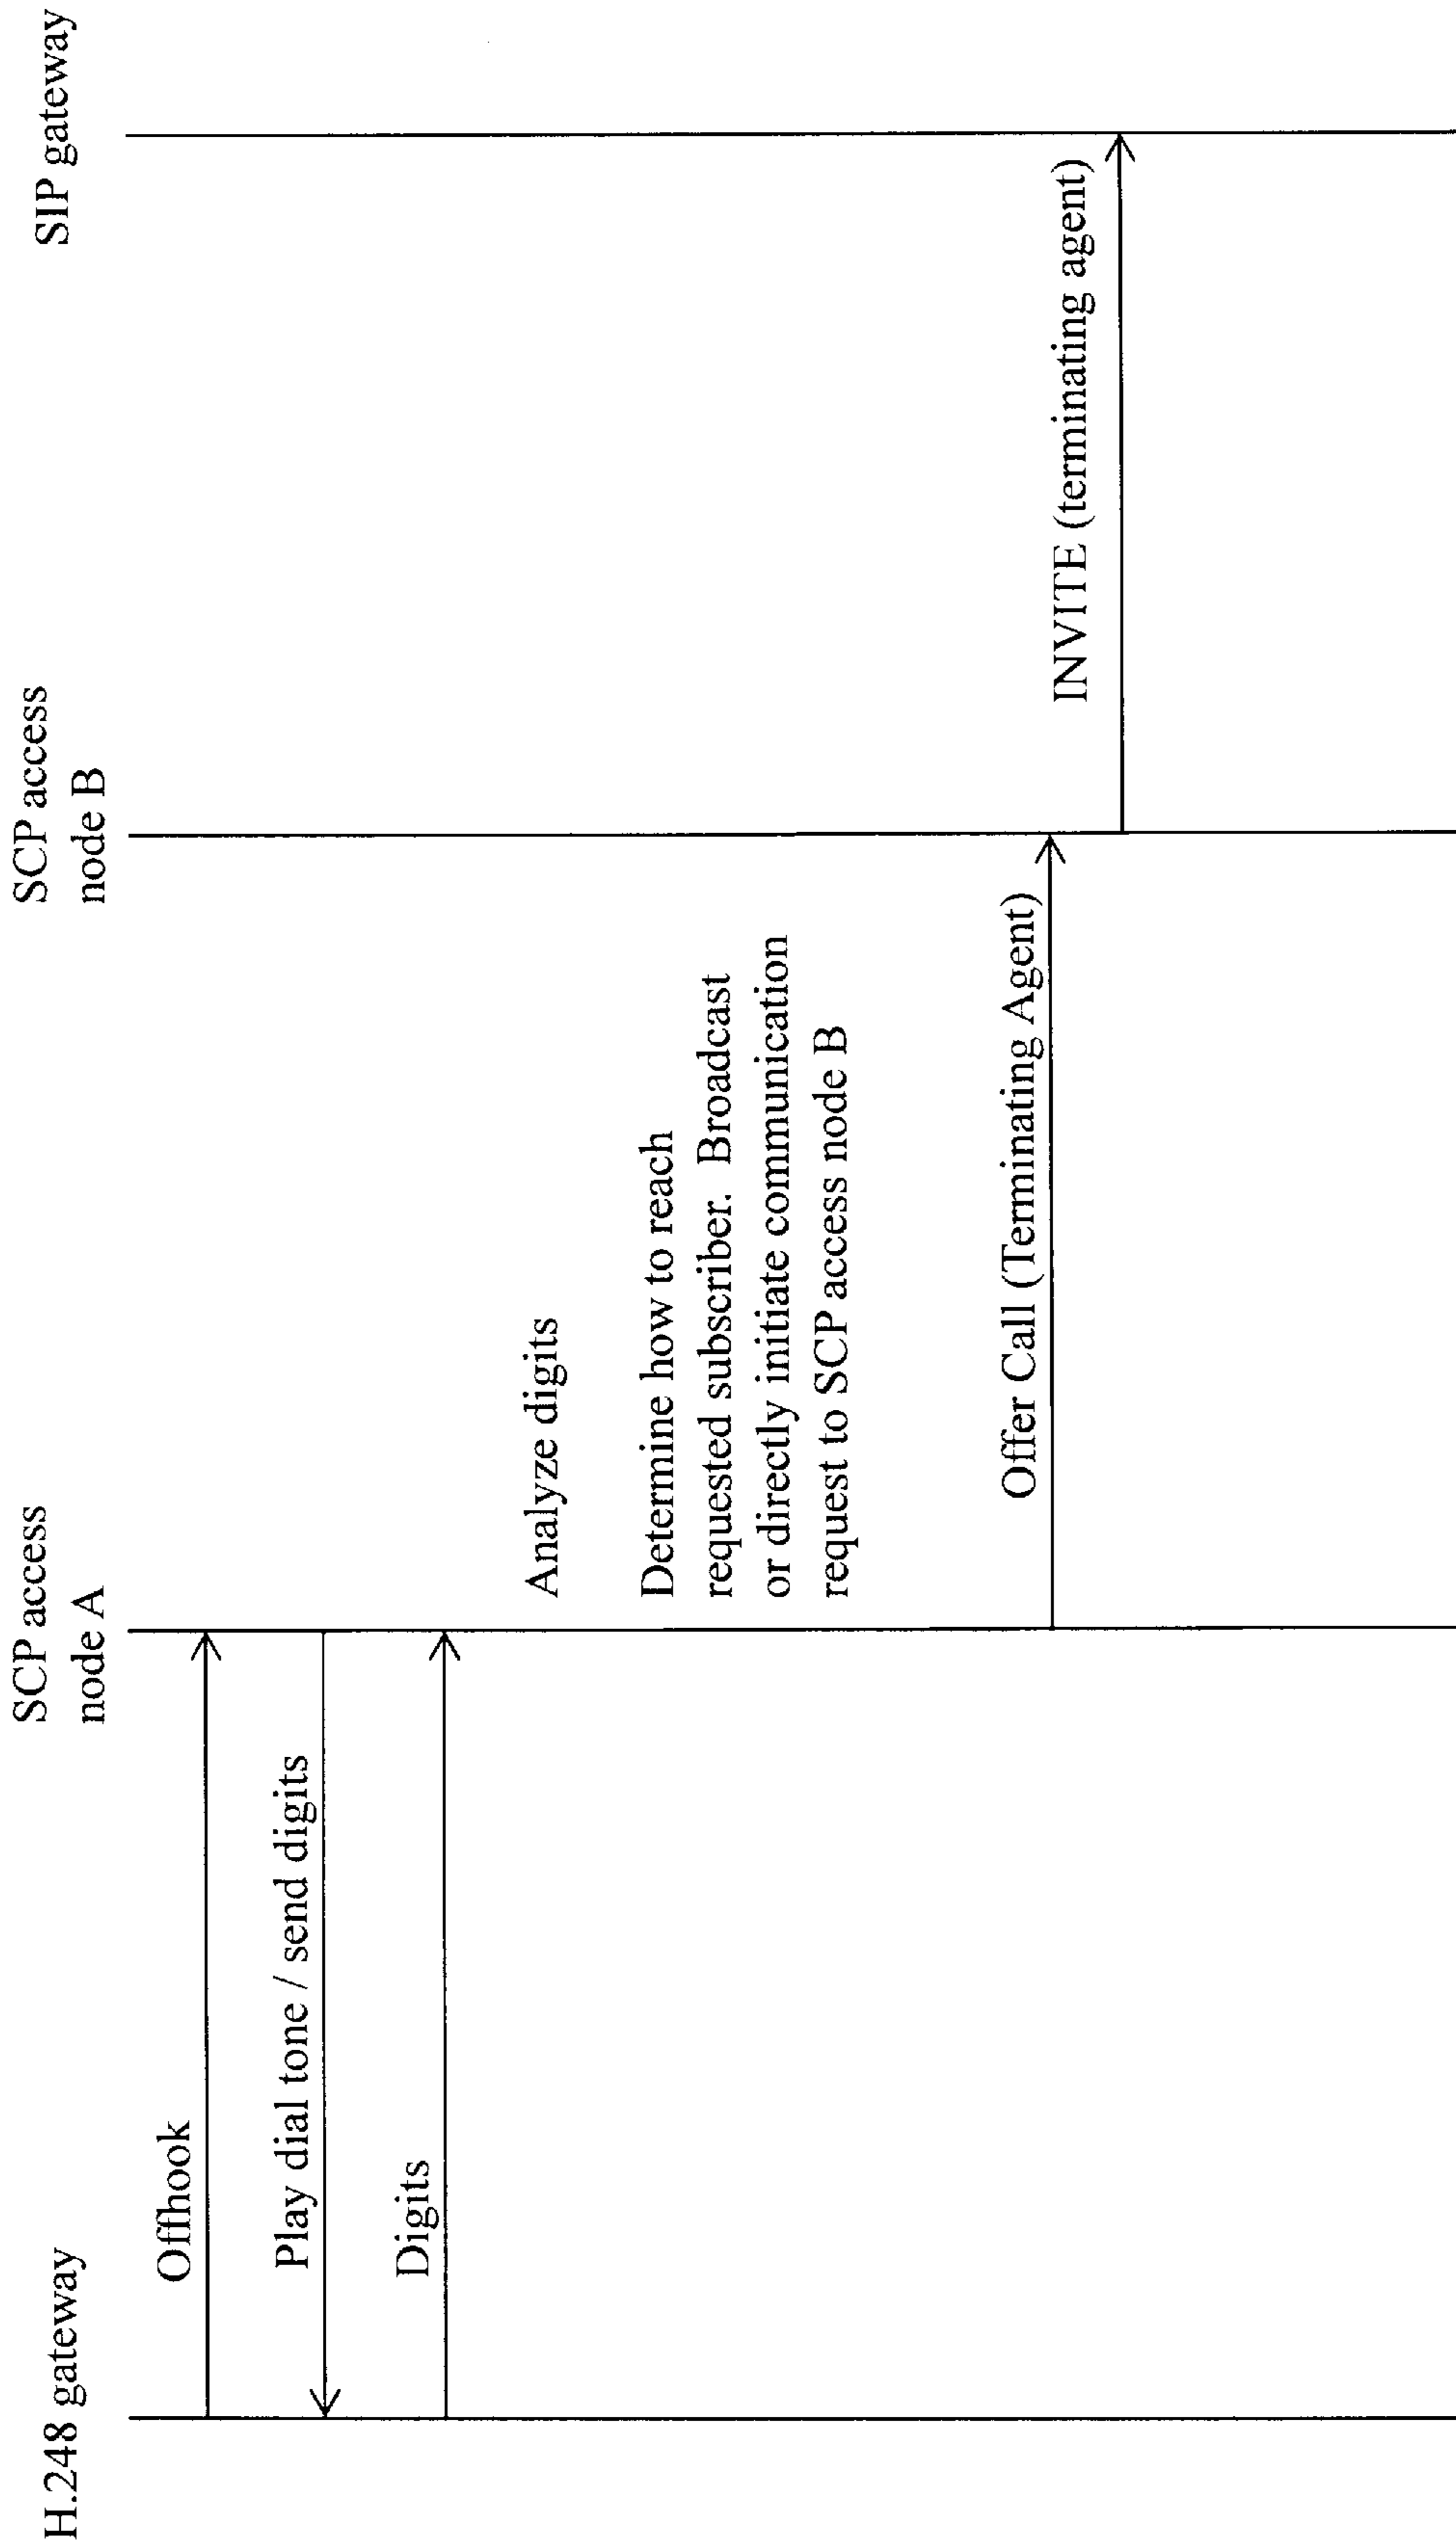 H.248 gateway
SCP access
node A
SCP access
node B
SIP gateway
Offhook
Play dial tone / send digits
Digits
Analyze digits
Determine how to reach
requested subscriber. Broadcast
or directly initiate communication
request to SCP access node B
Offer Call (Terminating Agent)
INVITE (terminating agent)